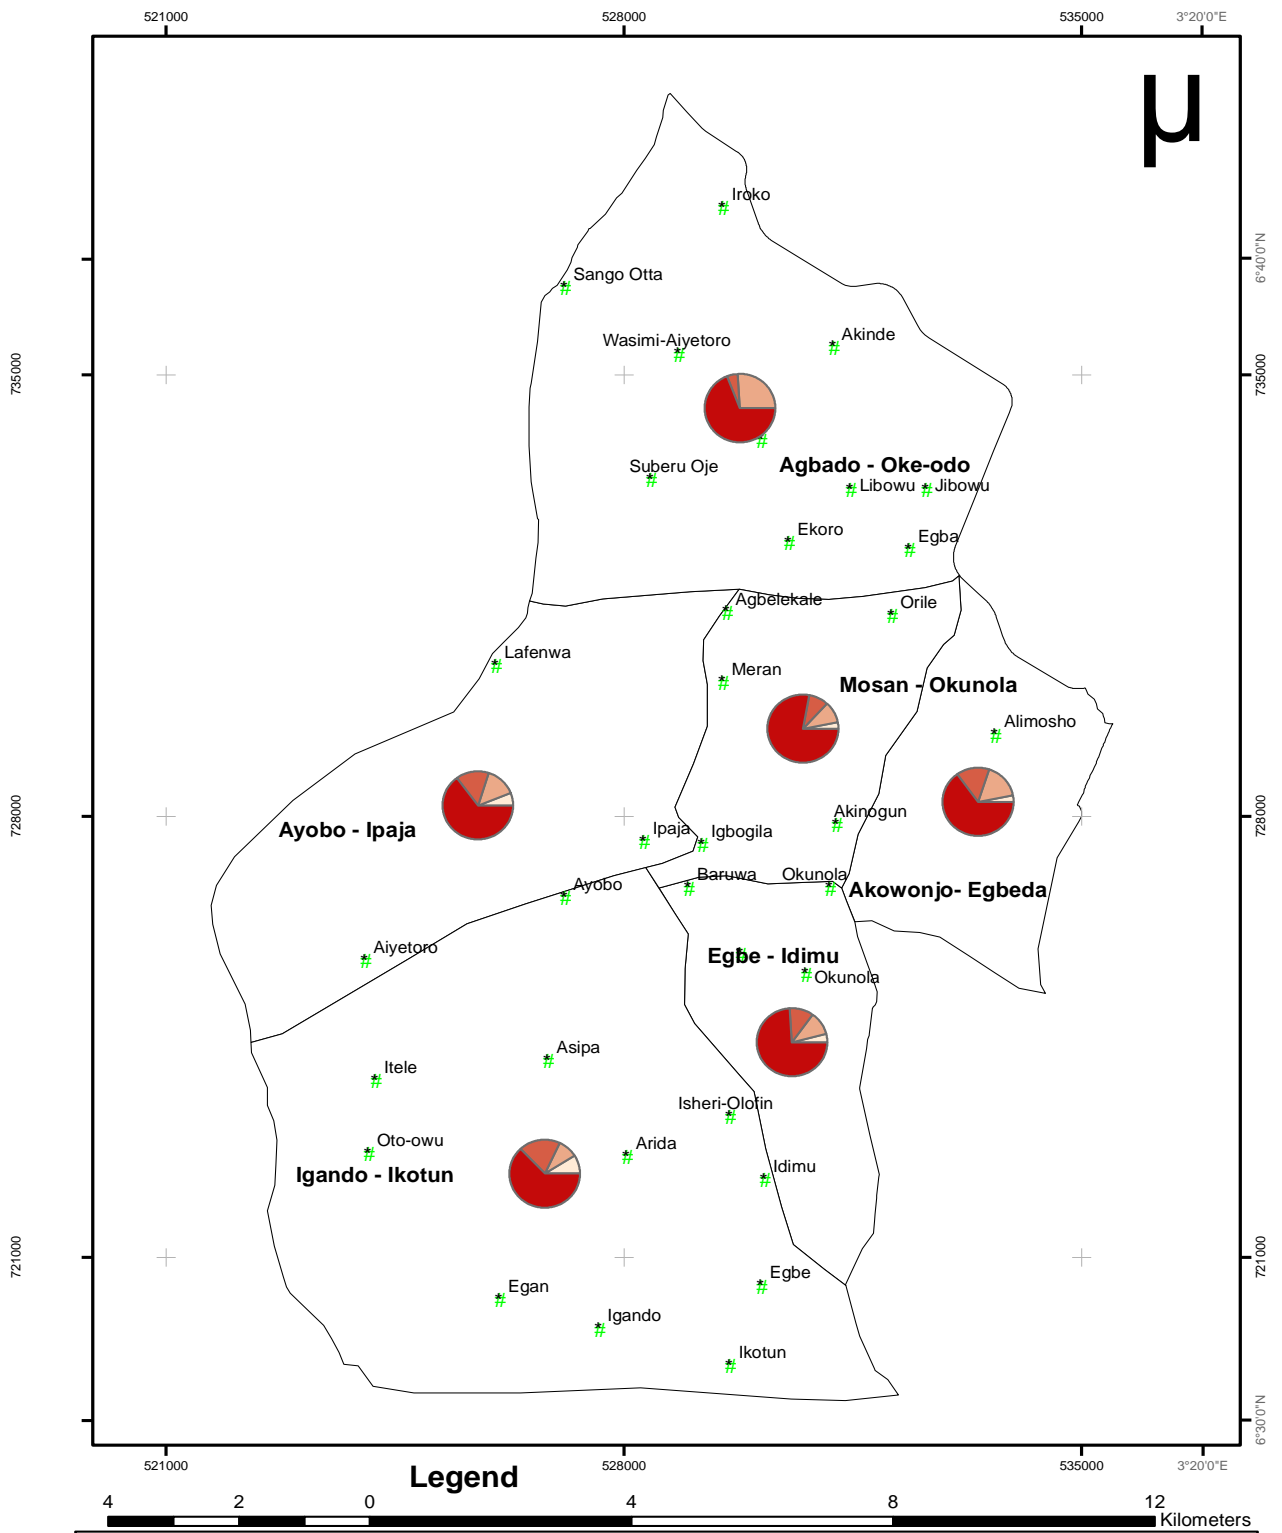 521000 528000 535000 3°20'0"E
µ
Iroko
6°40'0"N
Sango Otta
Wasimi-Aiyetoro
Akinde
735000
735000
Agbado - Oke-odo
Suberu Oje
Libowu
Jibowu
Ekoro
Egba
Agbelekale
Orile
Lafenwa
Meran
Mosan - Okunola
Alimosho
728000
728000
Akinogun
Ayobo - Ipaja
Ipaja
Igbogila
Baruwa
Okunola
Ayobo
Akowonjo- Egbeda
Aiyetoro
Egbe - Idimu
Okunola
Asipa
Itele
Isheri-Olofin
Oto-owu
Arida
Idimu
Igando - Ikotun
721000
721000
Egbe
Egan
Igando
Ikotun
6°30'0"N
521000 528000 535000 3°20'0"E
Legend
4 2 0 4 8 12
Kilometers